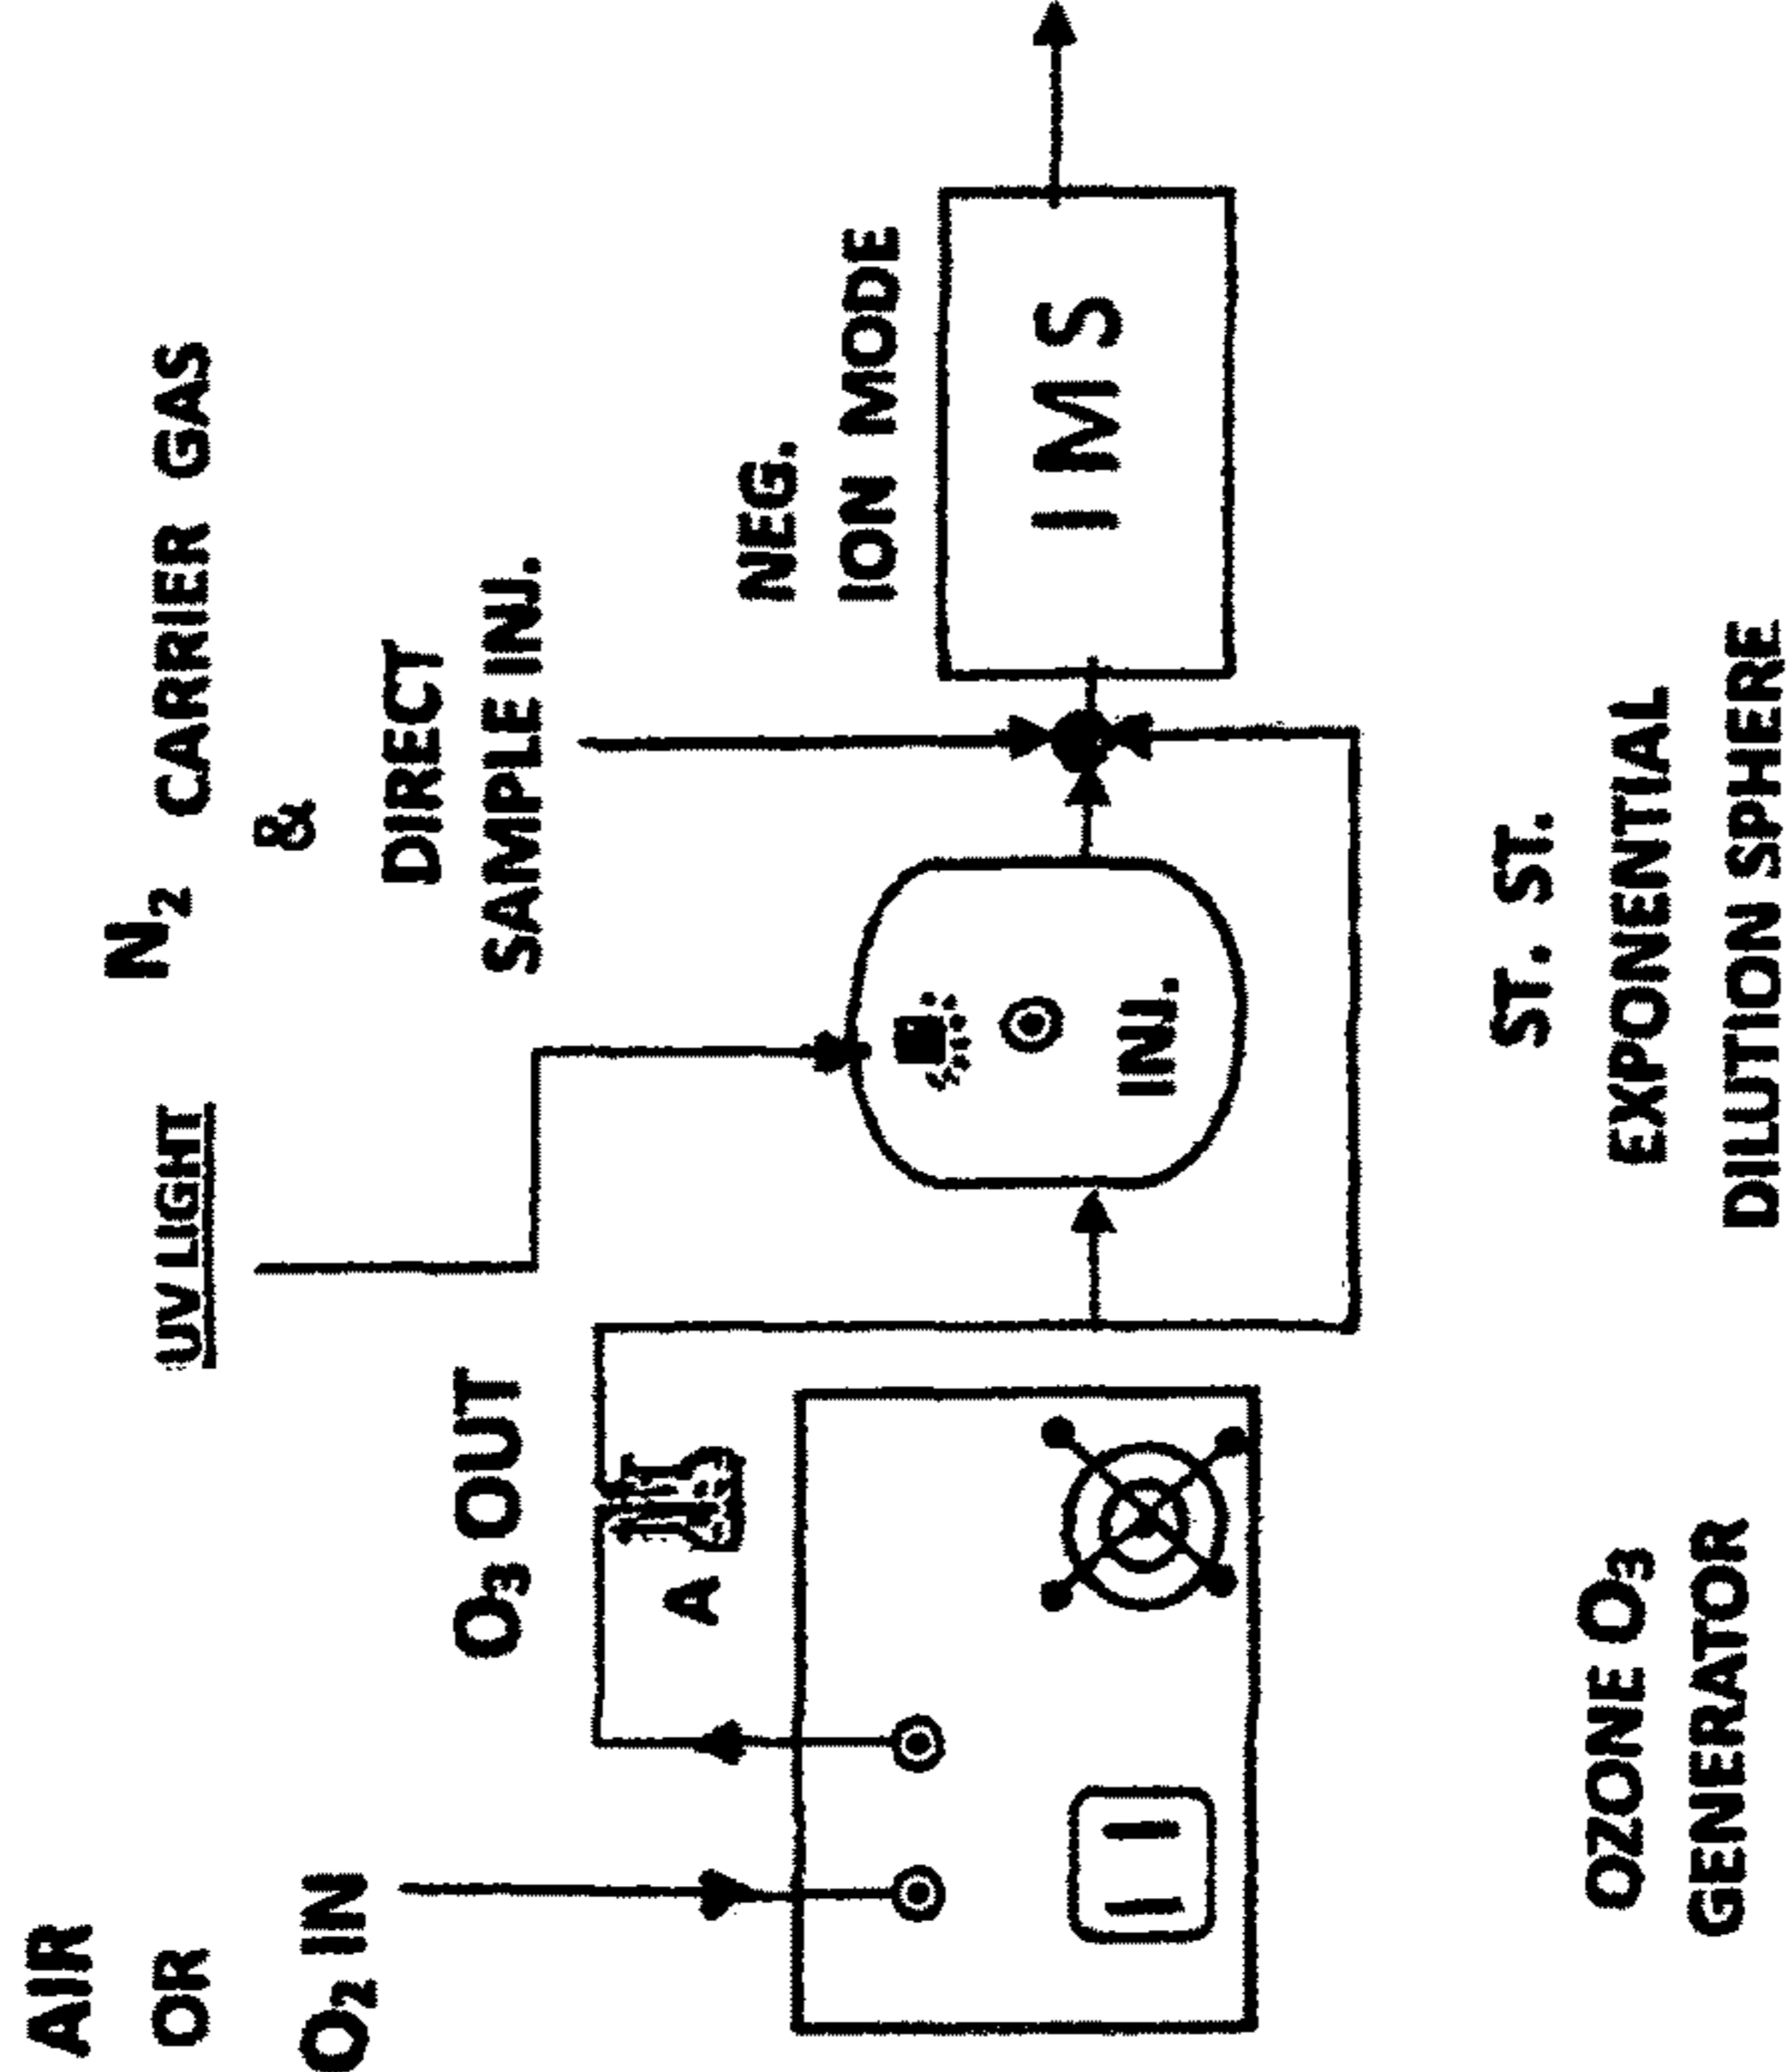 AIR
OR
O₂ IN
O₃ OUT
A
UV LIGHT
N₂ CARRIER GAS
&
DIRECT
SAMPLE INJ.
NEG.
ION MODE
IMS
INJ.
OZONE O₃
GENERATOR
ST. ST.
EXPONENTIAL
DILUTION SPHERE